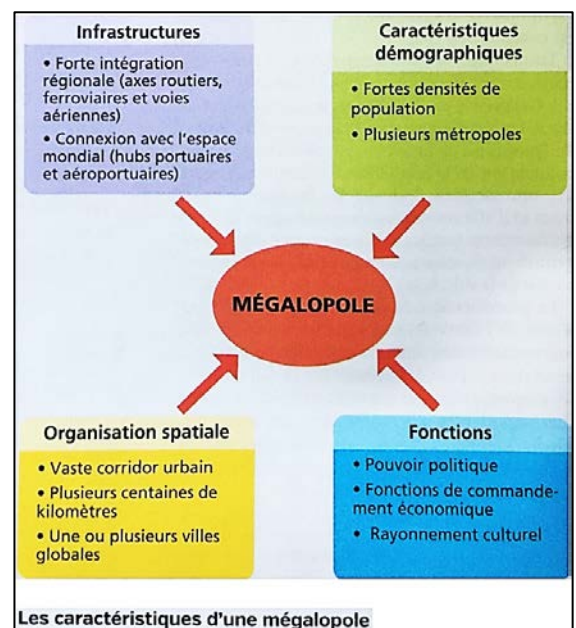 Infrastructures
• Forte intégration
régionale (axes routiers,
ferroviaires et voies
aériennes)
• Connexion avec l'espace
mondial (hubs portuaires
et aéroportuaires)
Caractéristiques
démographiques
• Fortes densités de
population
• Plusieurs métropoles
MÉGALOPOLE
Organisation spatiale
• Vaste corridor urbain
• Plusieurs centaines de
kilomètres
• Une ou plusieurs villes
globales
Fonctions
• Pouvoir politique
• Fonctions de commande-
ment économique
• Rayonnement culturel
Les caractéristiques d'une mégalopole